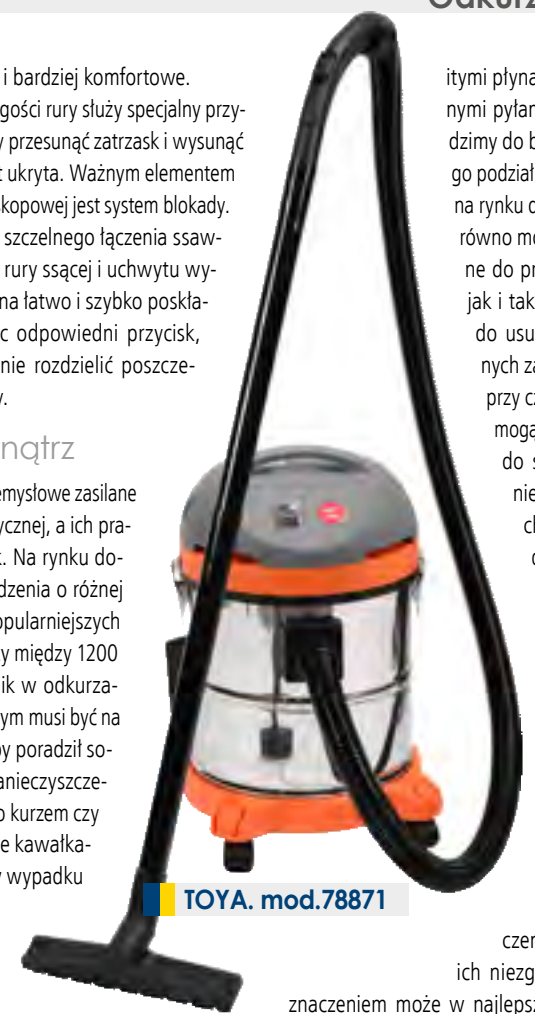 Odkurz
i bardziej komfortowe.
gości rury służy specjalny przy-
y przesunąć zatrzask i wysunąć
t ukryta. Ważnym elementem
skopowej jest system blokady.
szczelnego łączenia ssaw-
rury ssącej i uchwytu wy-
na łatwo i szybko poskła-
c odpowiedni przycisk,
nie rozdzielić poszcze-
y.
nątrz
emysłowe zasilane
ycznej, a ich pra-
k. Na rynku do-
dzenia o różnej
opularniejszych
y między 1200
ik w odkurza-
ym musi być na
by poradził so-
anieczyszcze-
o kurzem czy
e kawałka-
w wypadku
TOYA. mod.78871
itymi płyna
nymi pyłam
dzimy do b
go podział
na rynku d
równo mo
ne do pr
jak i tak
do usu
nych za
przy cz
mogą
do s
nie
ch
czer
ich niezg
znaczeniem może w najlepsz